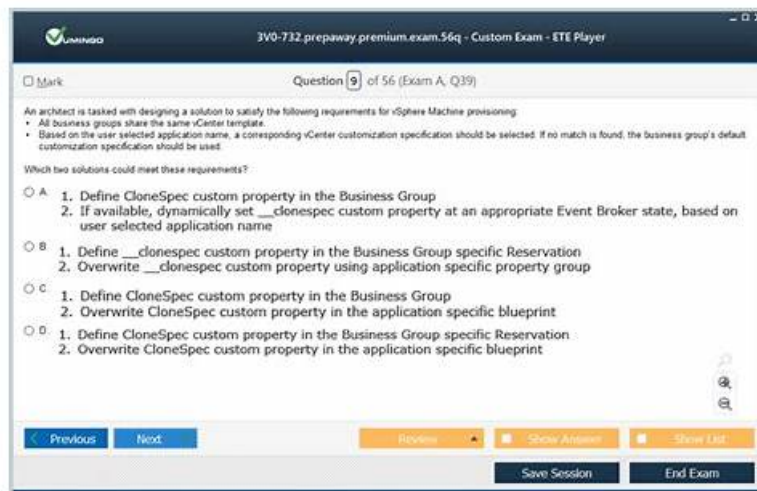 VUMINGO
3V0-732.prepaway.premium.exam.56q - Custom Exam - ETE Player
Mark
Question 9 of 56 (Exam A, Q39)
An architect is tasked with designing a solution to satisfy the following requirements for vSphere Machine provisioning:
• All business groups share the same vCenter template.
• Based on the user selected application name, a corresponding vCenter customization specification should be selected. If no match is found, the business group's default
customization specification should be used.
Which two solutions could meet these requirements?
A 1. Define CloneSpec custom property in the Business Group
2. If available, dynamically set __clonespec custom property at an appropriate Event Broker state, based on
user selected application name
B 1. Define __clonespec custom property in the Business Group specific Reservation
2. Overwrite __clonespec custom property using application specific property group
C 1. Define CloneSpec custom property in the Business Group
2. Overwrite CloneSpec custom property in the application specific blueprint
D 1. Define CloneSpec custom property in the Business Group specific Reservation
2. Overwrite CloneSpec custom property in the application specific blueprint
Previous Next Review Show Answer Show List
Save Session End Exam